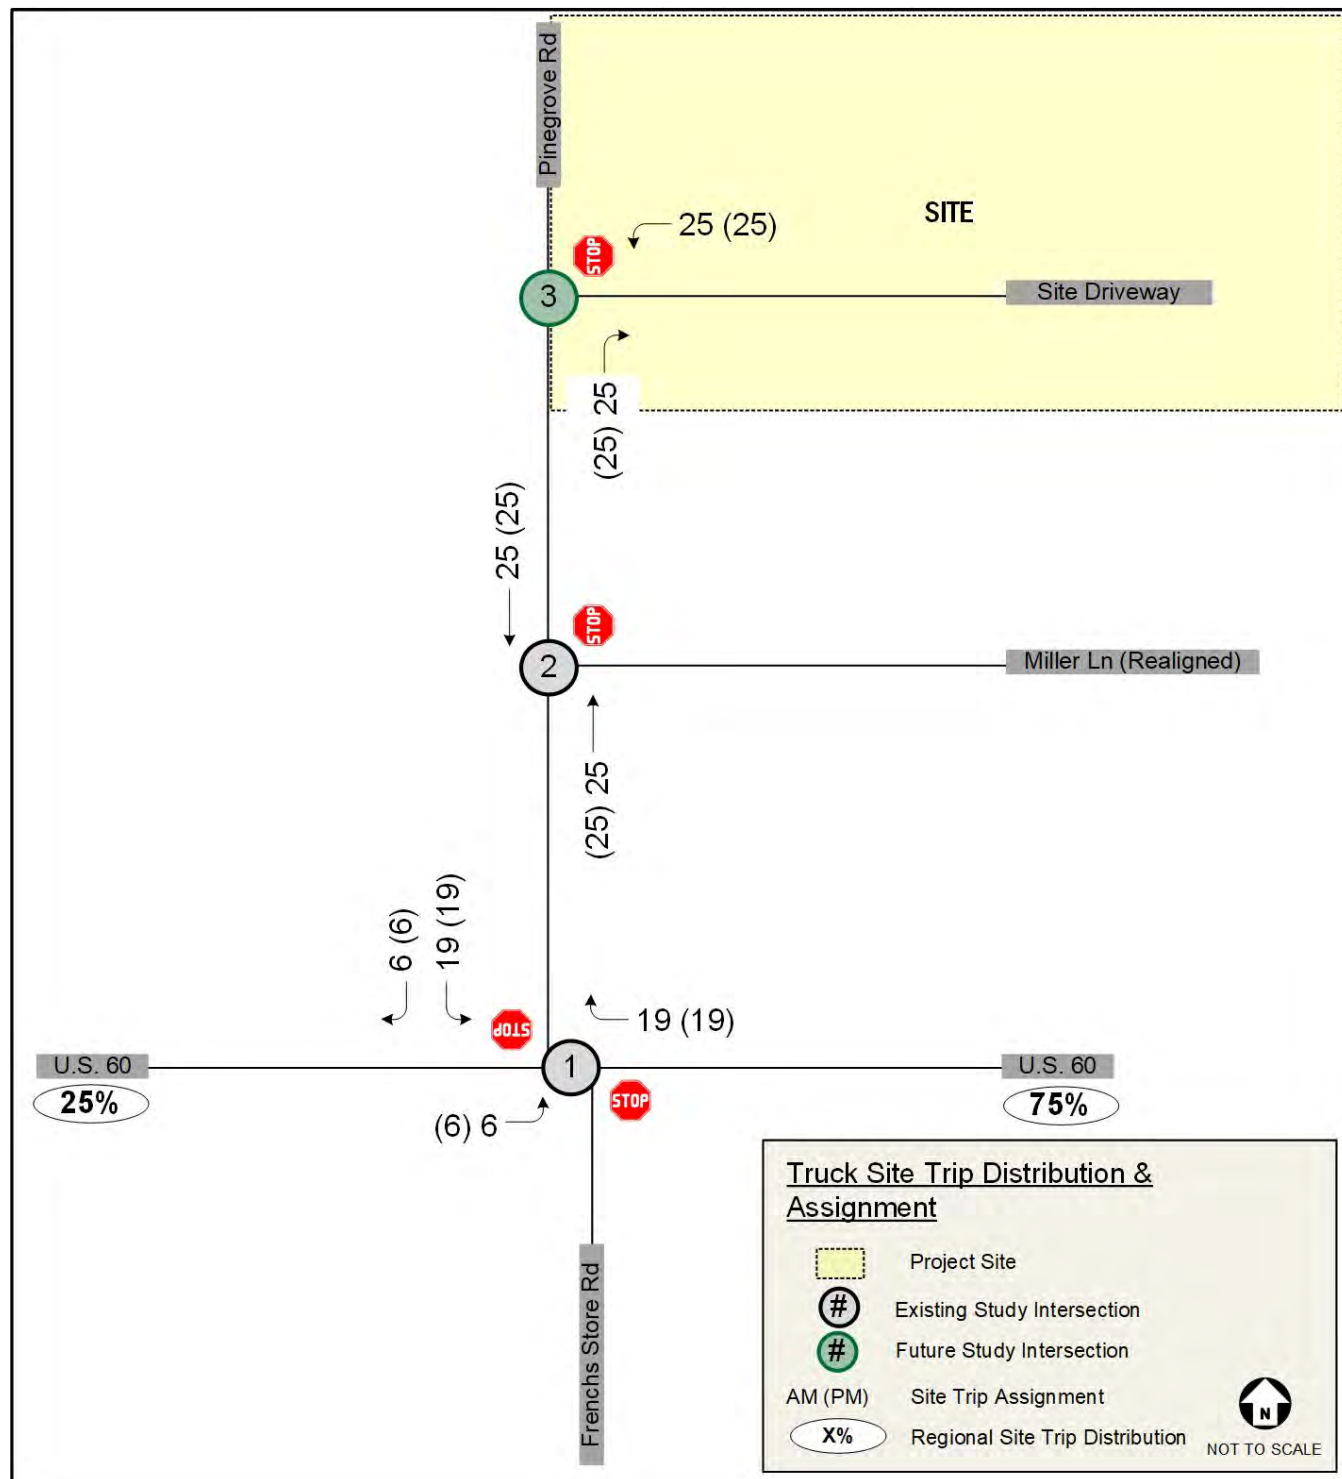 Pinegrove Rd
SITE
25 (25)
STOP
3
Site Driveway
(25) 25
25 (25)
STOP
2
Miller Ln (Realigned)
(25) 25
6 (6)
19 (19)
STOP
19 (19)
U.S. 60
1
U.S. 60
25%
STOP
75%
(6) 6
Frenchs Store Rd
Truck Site Trip Distribution &
Assignment
Project Site
# Existing Study Intersection
# Future Study Intersection
AM (PM) Site Trip Assignment
X% Regional Site Trip Distribution
N
NOT TO SCALE